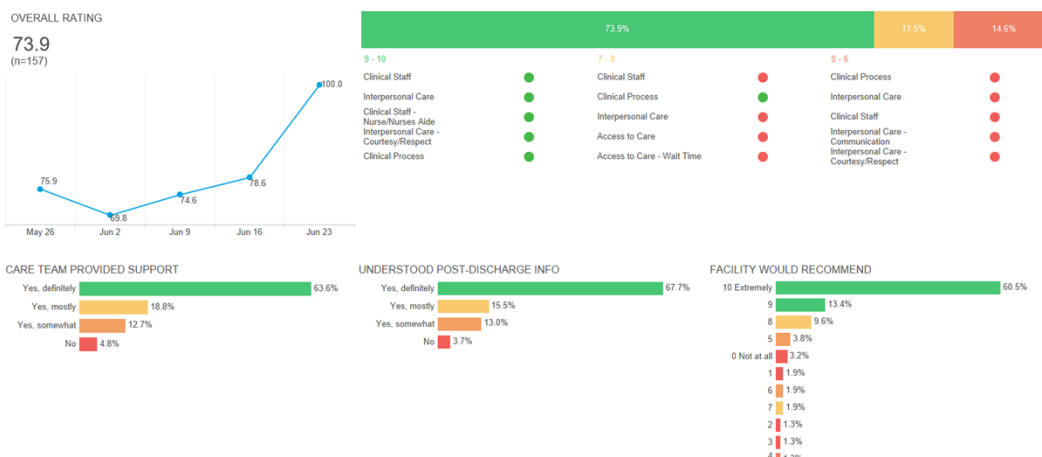 OVERALL RATING
73.9
(n=157)
100.0
75.9
69.8
74.6
78.6
May 26 Jun 2 Jun 9 Jun 16 Jun 23
73.9% 11.5% 14.6%
9 - 10 7 - 8 0 - 6
Clinical Staff Clinical Staff Clinical Process
Interpersonal Care Clinical Process Interpersonal Care
Clinical Staff -
Nurse/Nurses Aide
Interpersonal Care Clinical Staff
Interpersonal Care -
Courtesy/Respect
Access to Care
Interpersonal Care -
Communication
Clinical Process Access to Care - Wait Time
Interpersonal Care -
Courtesy/Respect
CARE TEAM PROVIDED SUPPORT
Yes, definitely 63.6%
Yes, mostly 18.8%
Yes, somewhat 12.7%
No 4.8%
UNDERSTOOD POST-DISCHARGE INFO
Yes, definitely 67.7%
Yes, mostly 15.5%
Yes, somewhat 13.0%
No 3.7%
FACILITY WOULD RECOMMEND
10 Extremely 60.5%
9 13.4%
8 9.6%
5 3.8%
0 Not at all 3.2%
1 1.9%
6 1.9%
7 1.9%
2 1.3%
3 1.3%
4 1.3%